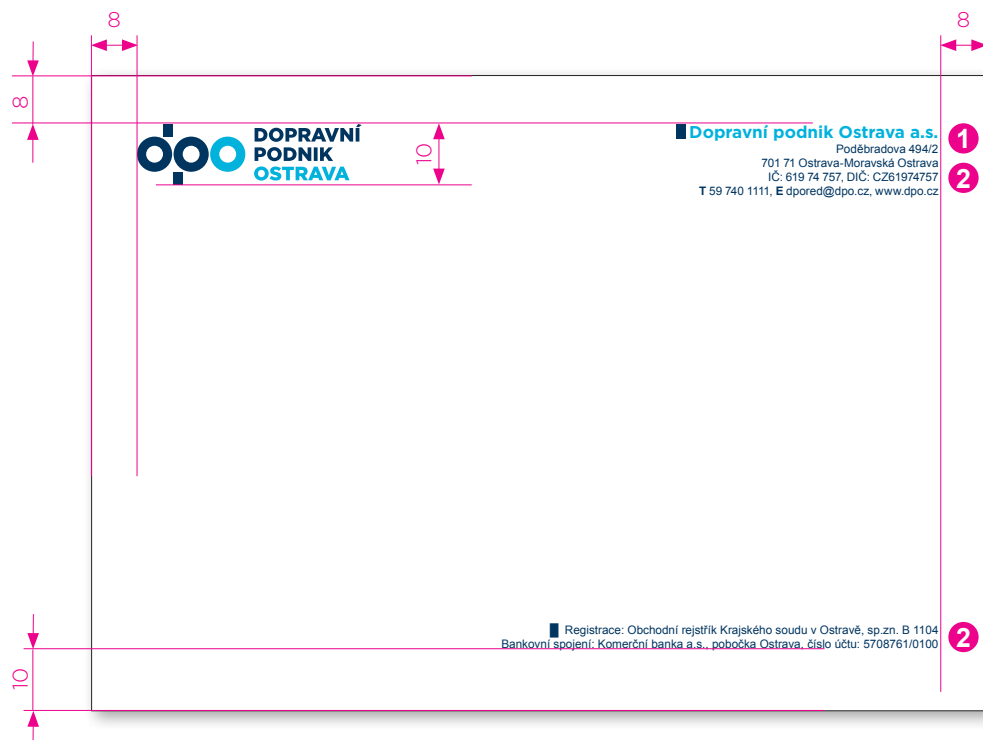 8
8
8
dpo
DOPRAVNÍ
PODNIK
OSTRAVA
10
Dopravní podnik Ostrava a.s.
1
Poděbradova 494/2
701 71 Ostrava-Moravská Ostrava
IČ: 619 74 757, DIČ: CZ61974757
2
T 59 740 1111, E dpored@dpo.cz, www.dpo.cz
Registrace: Obchodní rejstřík Krajského soudu v Ostravě, sp.zn. B 1104
2
Bankovní spojení: Komerční banka a.s., pobočka Ostrava, číslo účtu: 5708761/0100
10